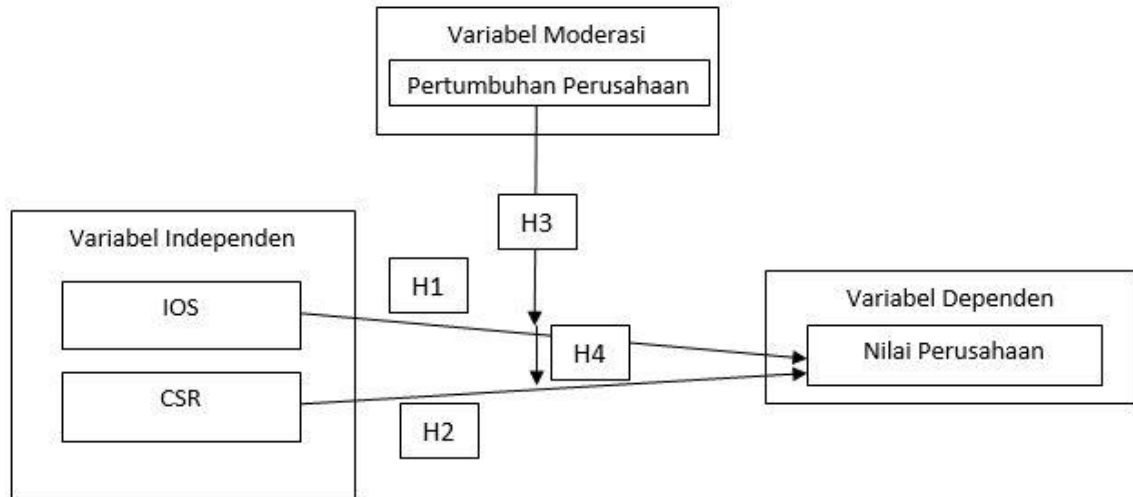 Variabel Moderasi
Pertumbuhan Perusahaan
H3
Variabel Independen
IOS
CSR
H1
H4
H2
Variabel Dependen
Nilai Perusahaan